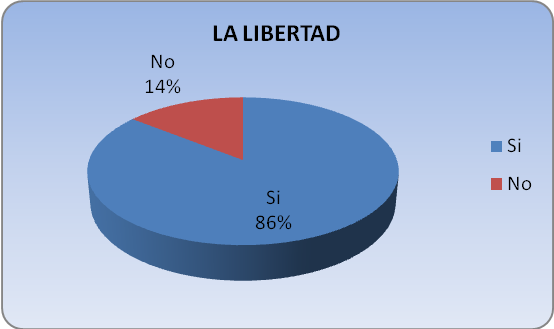 LA LIBERTAD
No
14%
Si
86%
Si
No